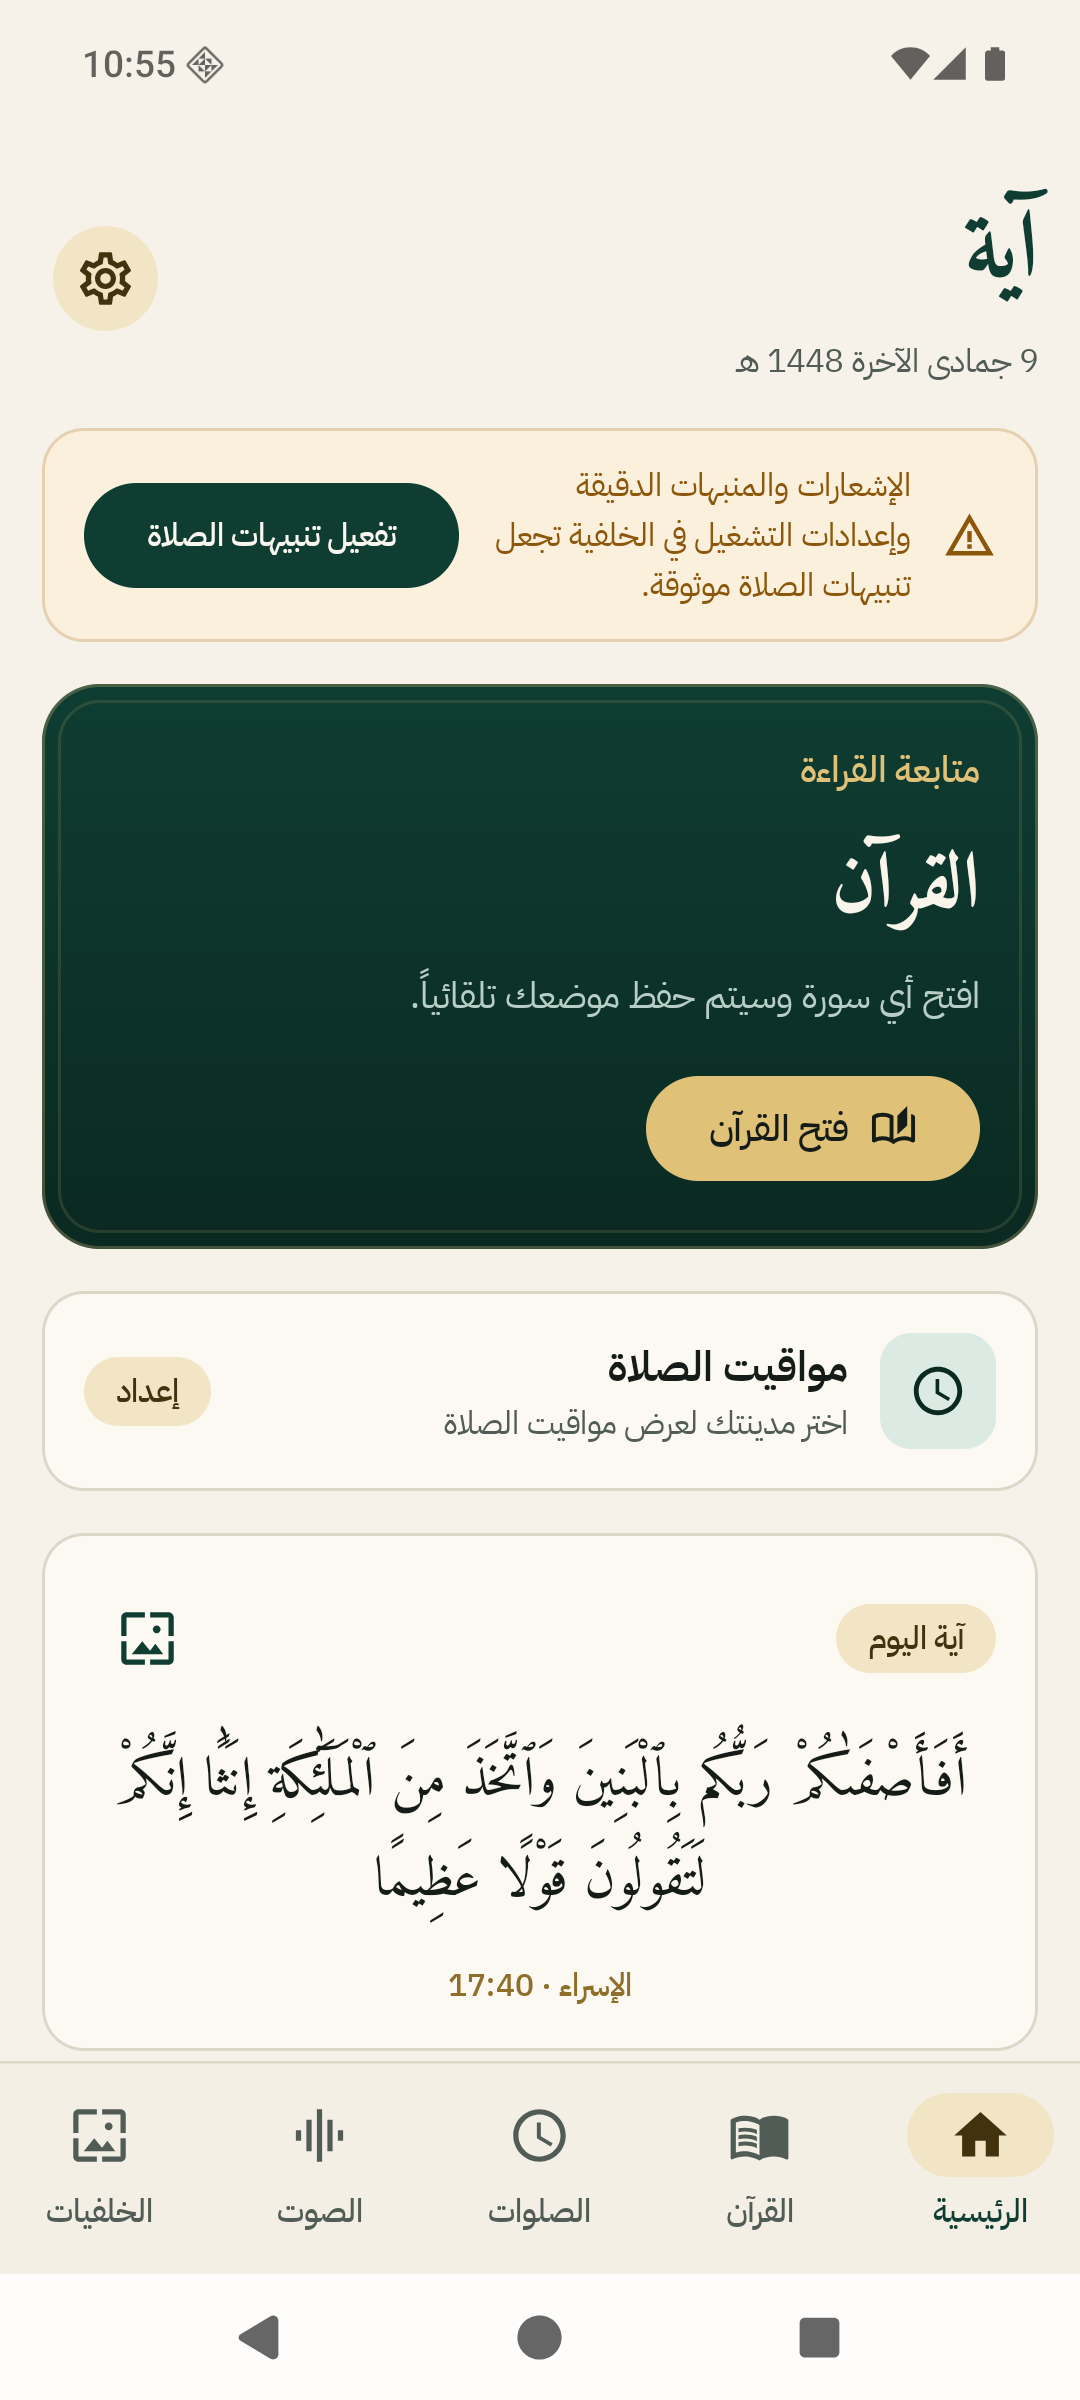 10:55
آية
9 جمادى الآخرة 1448 هـ
الإشعارات والمنبهات الدقيقة
وإعدادات التشغيل في الخلفية تجعل
تنبيهات الصلاة موثوقة.
تفعيل تنبيهات الصلاة
متابعة القراءة
القرآن
افتح أي سورة وسيتم حفظ موضعك تلقائياً.
فتح القرآن
مواقيت الصلاة
اختر مدينتك لعرض مواقيت الصلاة
إعداد
آية اليوم
أَفَأَصْفَىٰكُمْ رَبُّكُم بِٱلْبَنِينَ وَٱتَّخَذَ مِنَ ٱلْمَلَـٰٓئِكَةِ إِنَـٰثًا ۚ إِنَّكُمْ
لَتَقُولُونَ قَوْلًا عَظِيمًا
الإسراء · 17:40
الرئيسية
القرآن
الصلوات
الصوت
الخلفيات